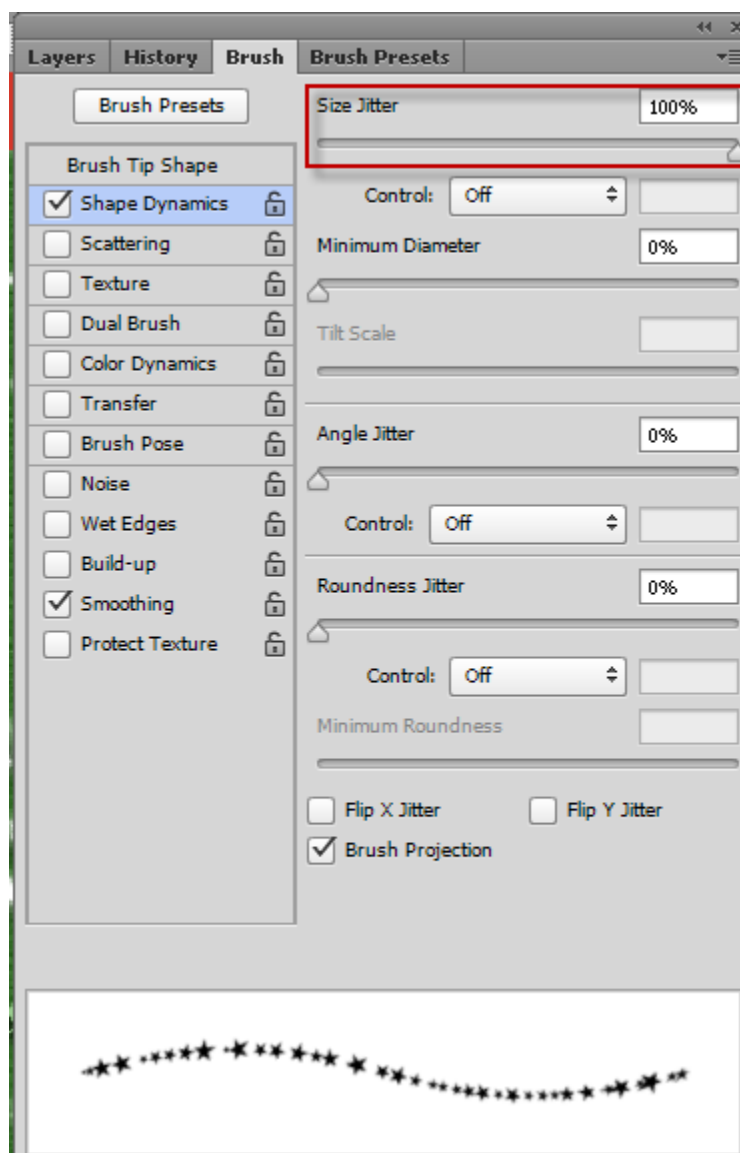 Layers History Brush Brush Presets
Brush Presets
Brush Tip Shape
Shape Dynamics
Scattering
Texture
Dual Brush
Color Dynamics
Transfer
Brush Pose
Noise
Wet Edges
Build-up
Smoothing
Protect Texture
Size Jitter 100%
Control: Off
Minimum Diameter 0%
Tilt Scale
Angle Jitter 0%
Control: Off
Roundness Jitter 0%
Control: Off
Minimum Roundness
Flip X Jitter Flip Y Jitter
Brush Projection